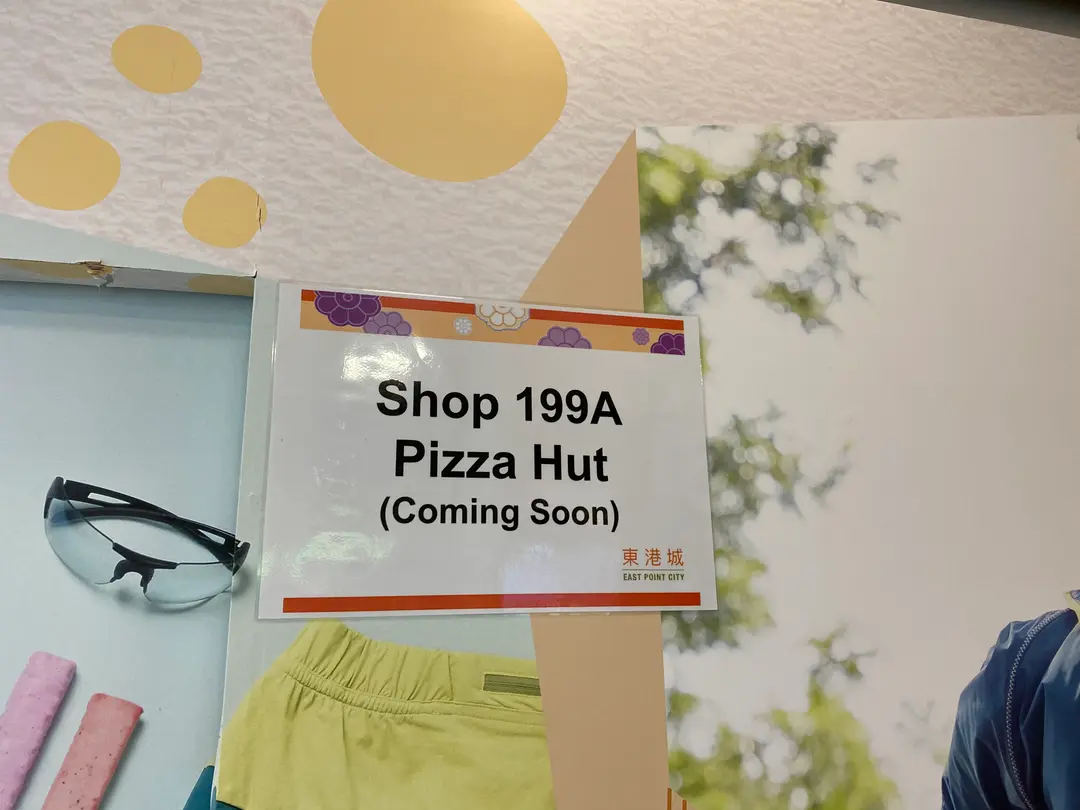 Shop 199A
Pizza Hut
(Coming Soon)
東港城
EAST POINT CITY